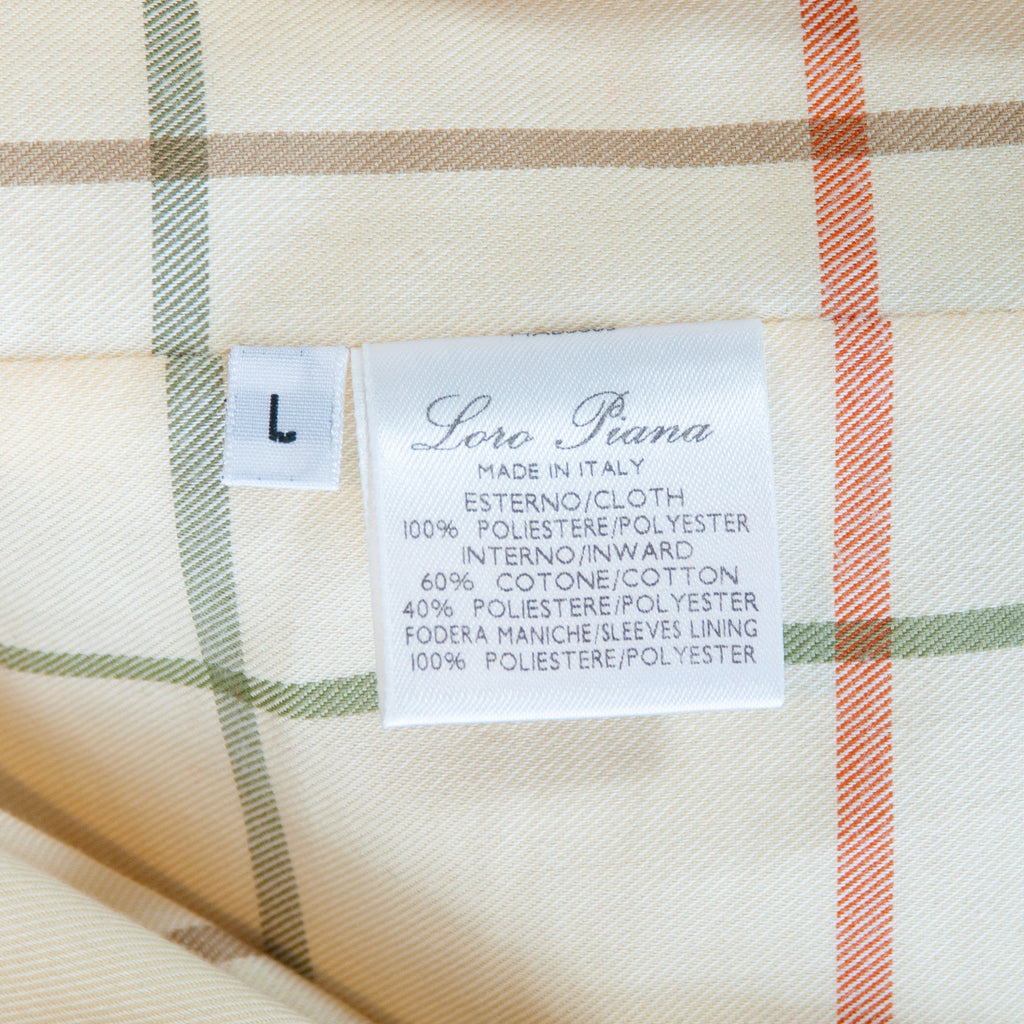 L
Loro Piana
MADE IN ITALY
ESTERNO/CLOTH
100% POLIESTERE/POLYESTER
INTERNO/INWARD
60% COTONE/COTTON
40% POLIESTERE/POLYESTER
FODERA MANICHE/SLEEVES LINING
100% POLIESTERE/POLYESTER